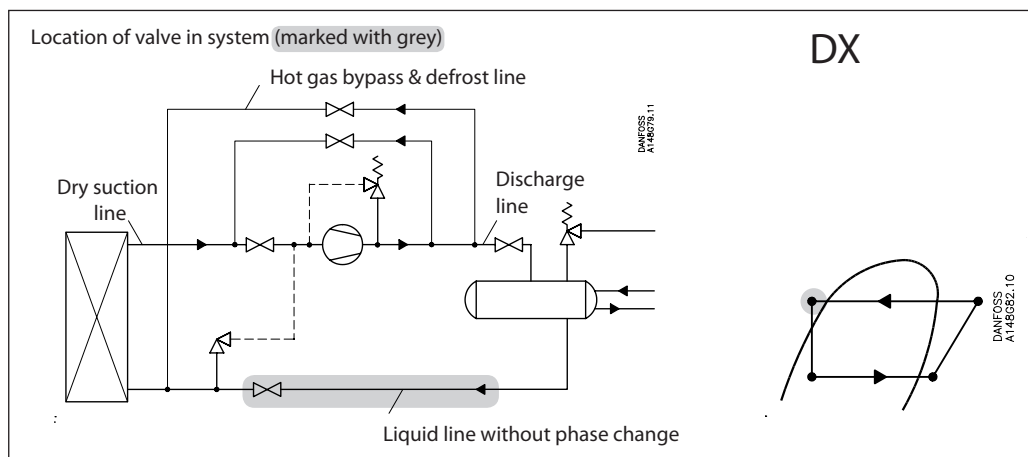 Location of valve in system (marked with grey)
DX
Hot gas bypass & defrost line
DANFOSS
A148G79.11
Dry suction
line
Discharge
line
DANFOSS
A148G82.10
Liquid line without phase change